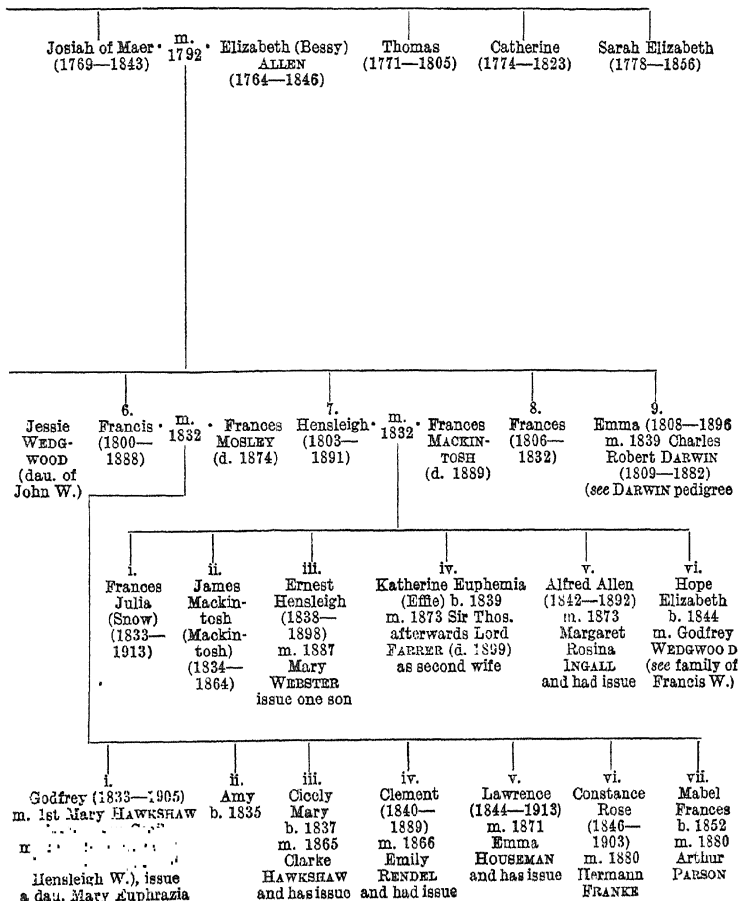 Josiah of Maer · m. 1792 · Elizabeth (Bessy)
(1769—1843)
ALLEN
(1764—1846)
Thomas
(1771—1805)
Catherine
(1774—1823)
Sarah Elizabeth
(1778—1856)
Jessie
WEDG-
WOOD
(dau. of
John W.)
6.
Francis · m. 1832 · Frances
(1800—
1888)
MOSLEY
(d. 1874)
7.
Hensleigh · m. 1832 · Frances
(1803—
1891)
MACKIN-
TOSH
(d. 1889)
8.
Frances
(1806—
1832)
9.
Emma (1808—1896
m. 1839 Charles
Robert DARWIN
(1809—1882)
(see DARWIN pedigree
i.
Frances
Julia
(Snow)
(1833—
1913)
ii.
James
Mackin-
tosh
(Mackin-
tosh)
(1834—
1864)
iii.
Ernest
Hensleigh
(1838—
1898)
m. 1887
Mary
WEBSTER
issue one son
iv.
Katherine Euphemia
(Effie) b. 1839
m. 1873 Sir Thos.
afterwards Lord
FARRER (d. 1899)
as second wife
v.
Alfred Allen
(1842—1892)
m. 1873
Margaret
Rosina
INGALL
and had issue
vi.
Hope
Elizabeth
b. 1844
m. Godfrey
WEDGWOOD
(see family of
Francis W.)
i.
Godfrey (1833—1905)
m. 1st Mary HAWKSHAW
Hensleigh W.), issue
a dau. Mary Euphrazia
ii.
Amy
b. 1835
iii.
Cicely
Mary
b. 1837
m. 1865
Clarke
HAWKSHAW
and has issue
iv.
Clement
(1840—
1889)
m. 1866
Emily
RENDEL
and had issue
v.
Lawrence
(1844—1913)
m. 1871
Emma
HOUSEMAN
and has issue
vi.
Constance
Rose
(1846—
1903)
m. 1880
Hermann
FRANKE
vii.
Mabel
Frances
b. 1852
m. 1880
Arthur
PARSON